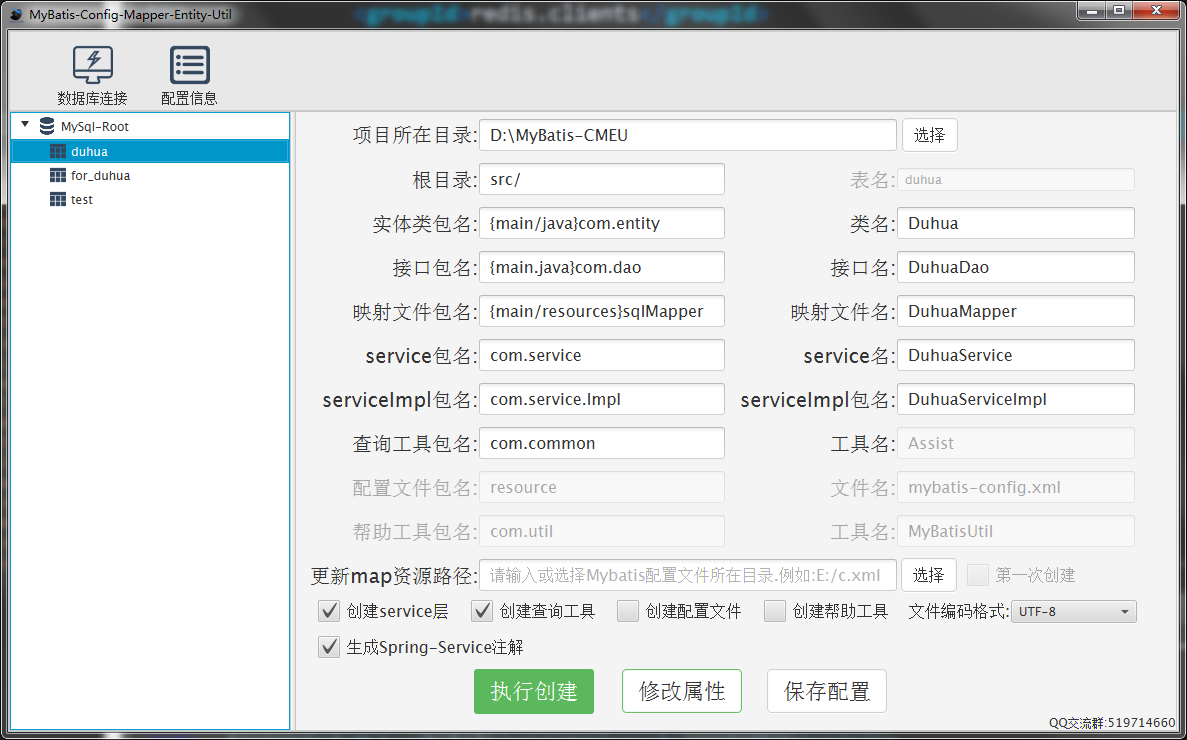 MyBatis-Config-Mapper-Entity-Util
<groupId>redis.clients</groupId>
数据库连接 配置信息
MySql-Root
duhua
for_duhua
test
项目所在目录: D:\MyBatis-CMEU 选择
根目录: src/ 表名: duhua
实体类包名: {main/java}com.entity 类名: Duhua
接口包名: {main.java}com.dao 接口名: DuhuaDao
映射文件包名: {main/resources}sqlMapper 映射文件名: DuhuaMapper
service包名: com.service service名: DuhuaService
serviceImpl包名: com.service.Impl serviceImpl包名: DuhuaServiceImpl
查询工具包名: com.common 工具名: Assist
配置文件包名: resource 文件名: mybatis-config.xml
帮助工具包名: com.util 工具名: MyBatisUtil
更新map资源路径: 请输入或选择Mybatis配置文件所在目录.例如:E:/c.xml 选择 第一次创建
创建service层 创建查询工具 创建配置文件 创建帮助工具 文件编码格式: UTF-8
生成Spring-Service注解
执行创建 修改属性 保存配置
QQ交流群:519714660